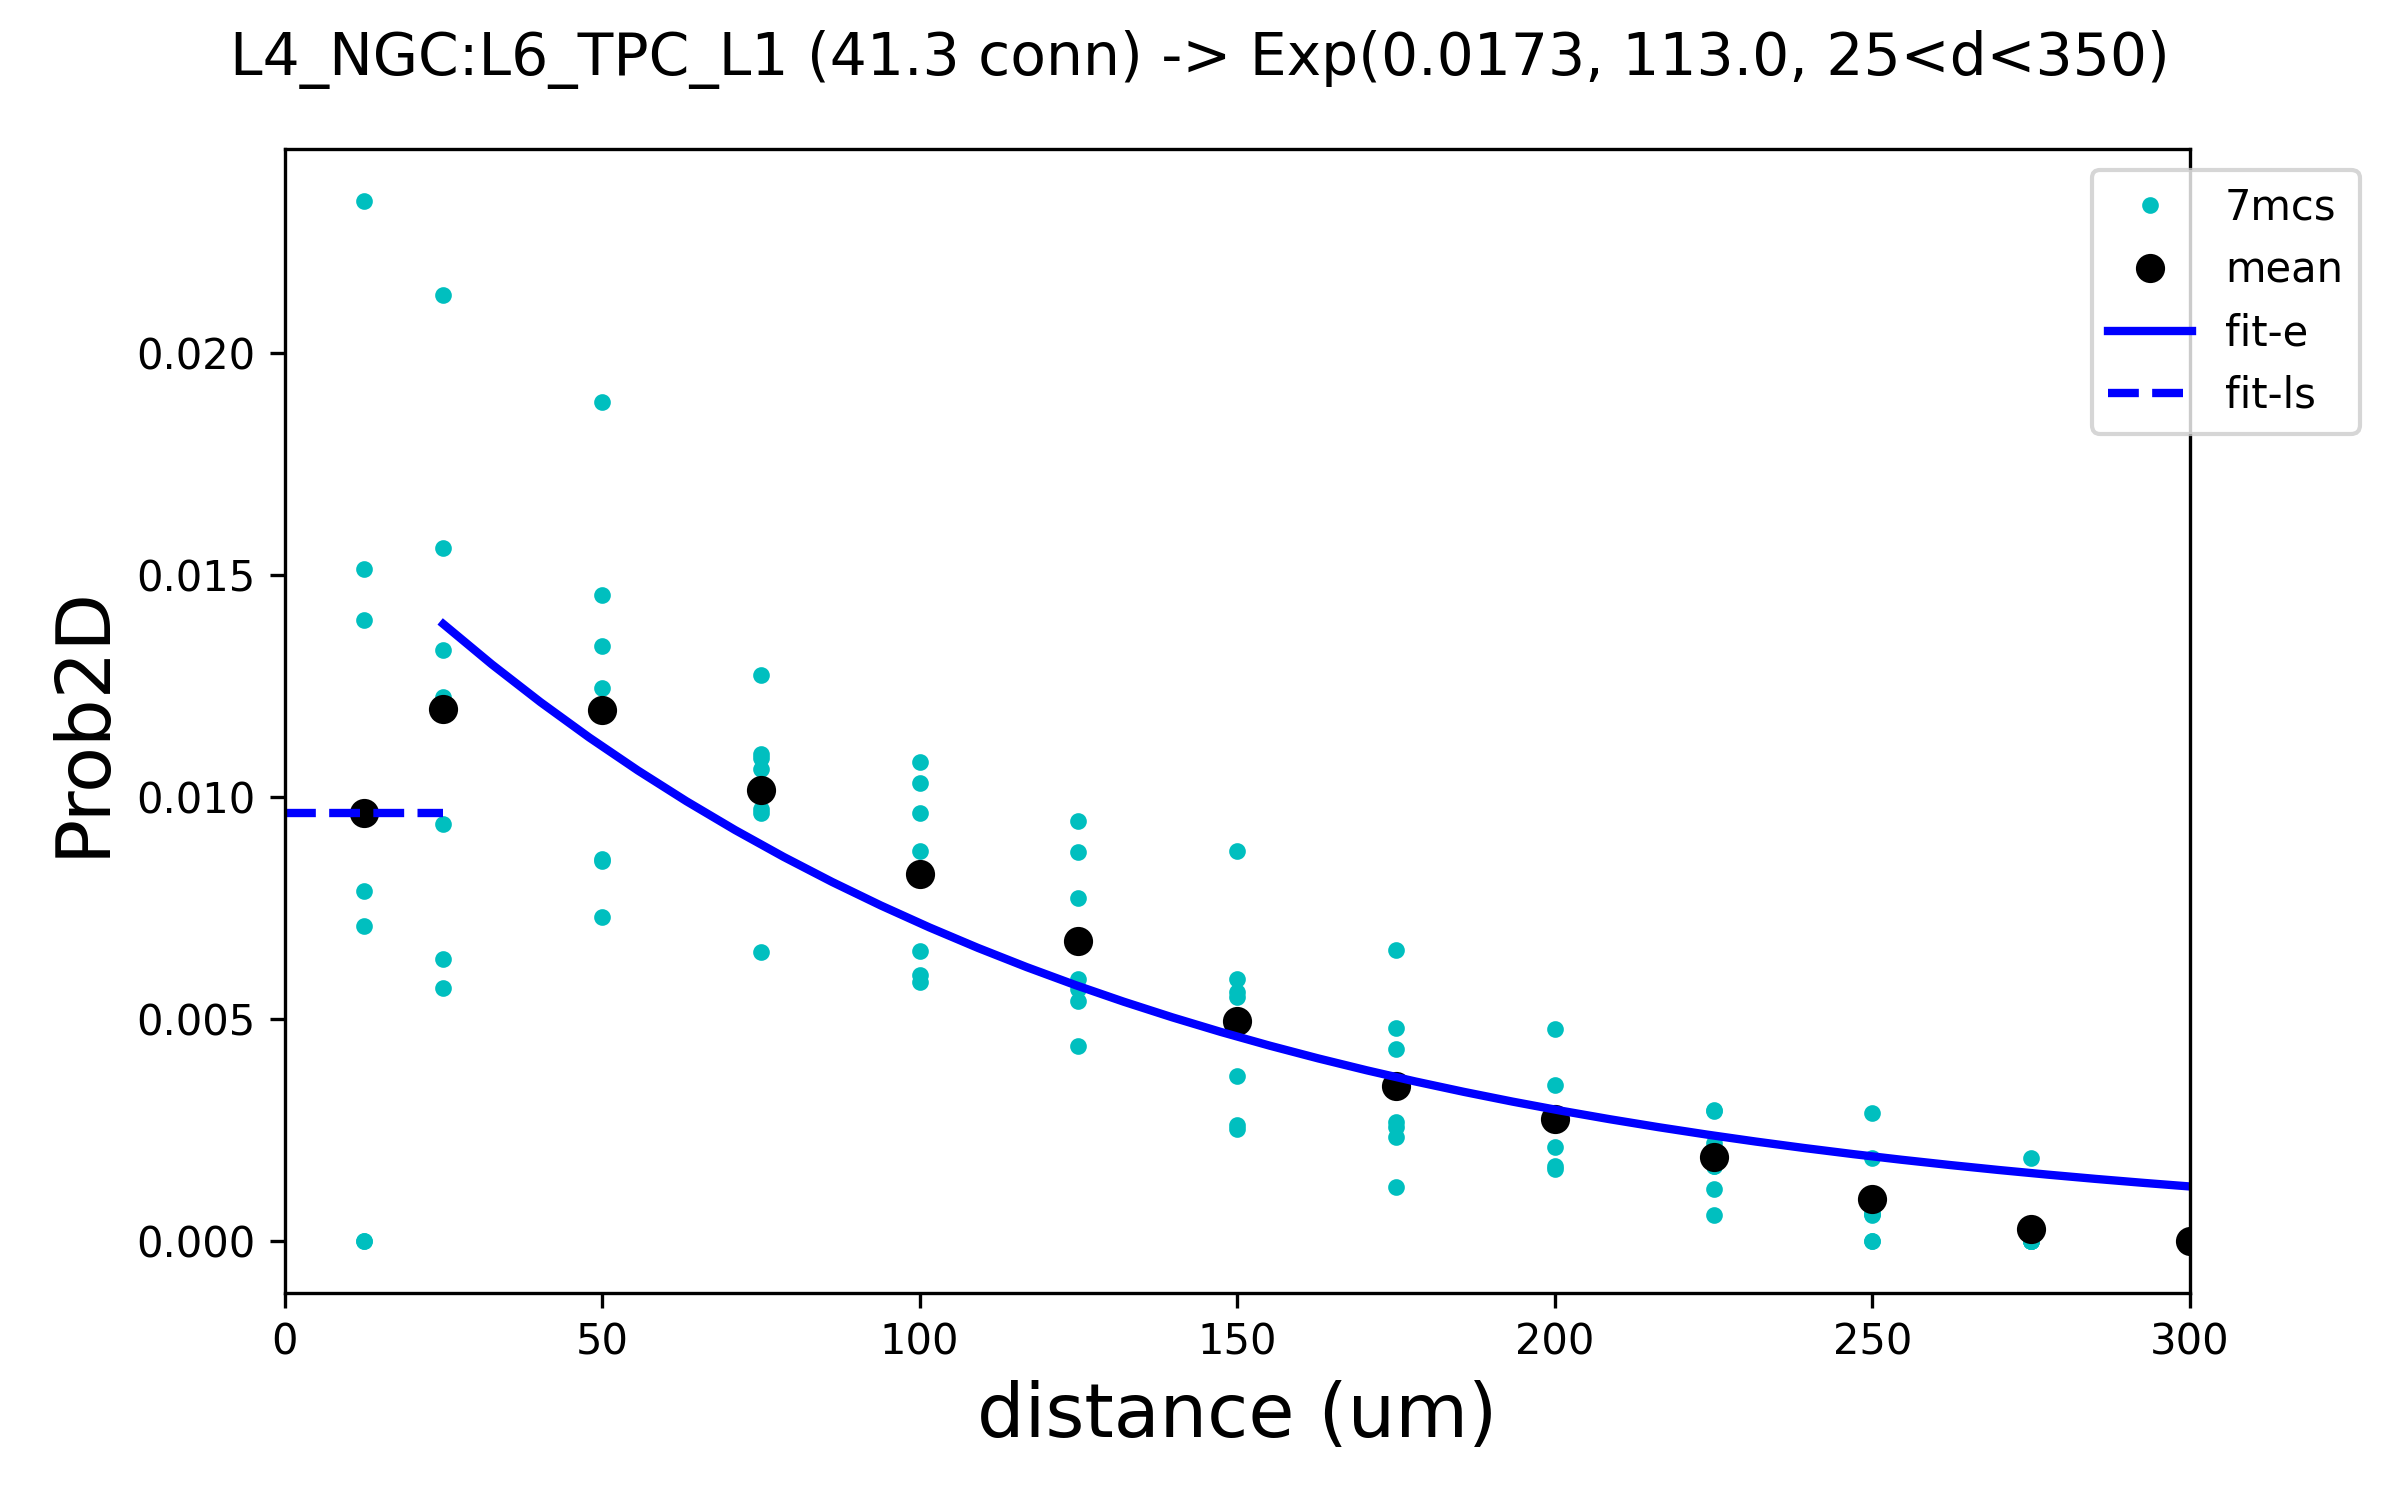 L4_NGC:L6_TPC_L1 (41.3 conn) -> Exp(0.0173, 113.0, 25<d<350)
7mcs
mean
fit-e
fit-ls
Prob2D
0.020
0.015
0.010
0.005
0.000
0 50 100 150 200 250 300
distance (um)